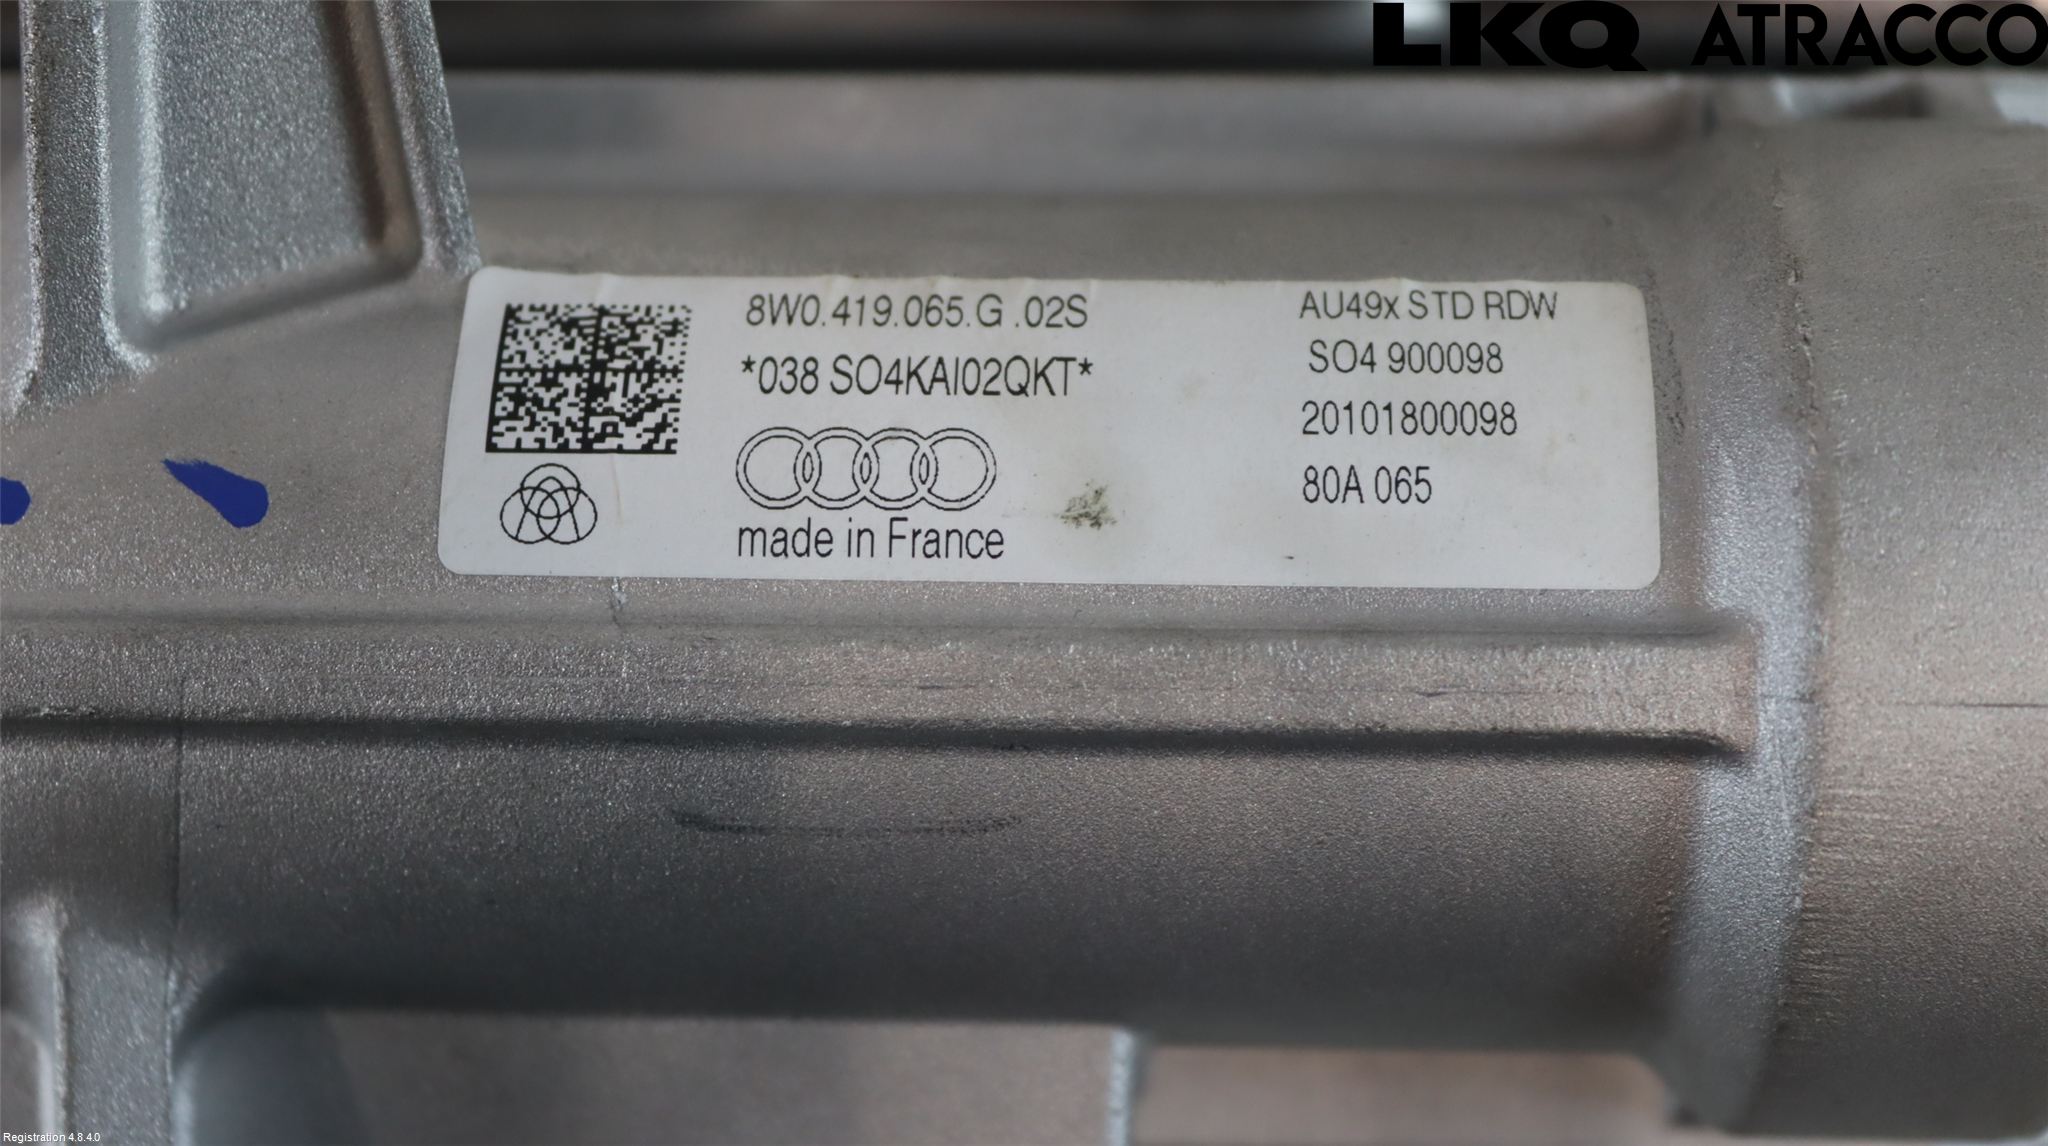 LKQ ATRACCO
8W0.419.065.G .02S
*038 SO4KAI02QKT*
made in France
AU49x STD RDW
SO4 900098
20101800098
80A 065
Registration 4.8.4.0